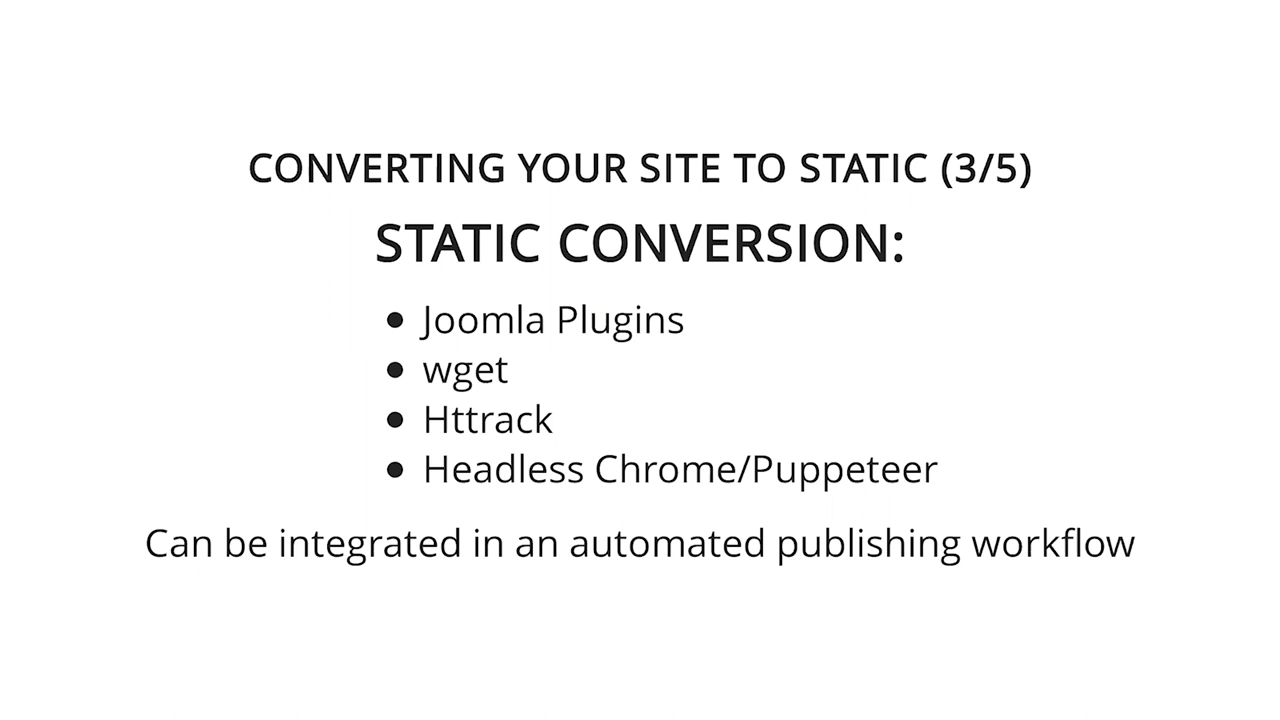 CONVERTING YOUR SITE TO STATIC (3/5)
STATIC CONVERSION:
• Joomla Plugins
• wget
• Httrack
• Headless Chrome/Puppeteer
Can be integrated in an automated publishing workflow